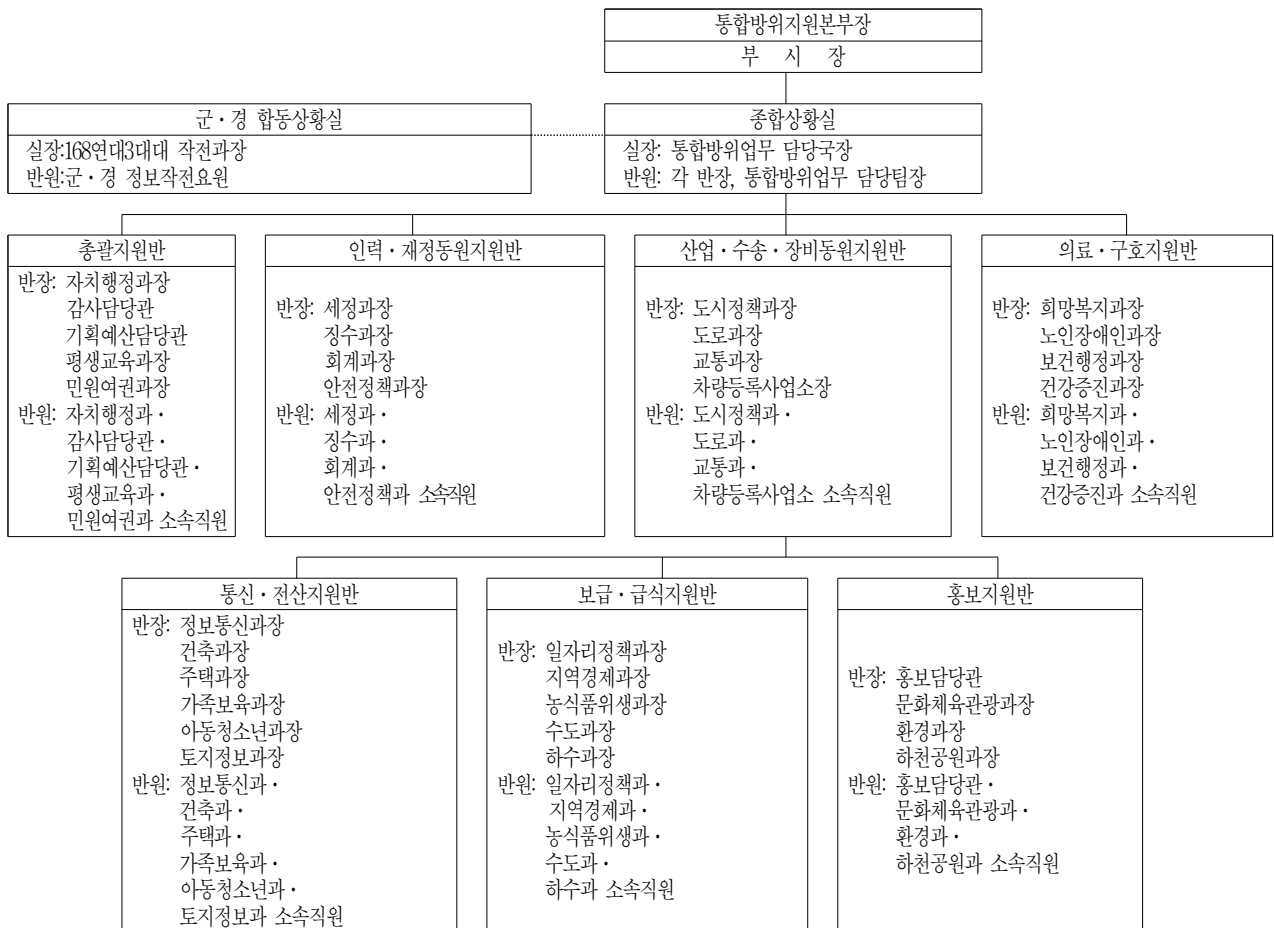 통합방위지원본부장
부 시 장
군・경 합동상황실
실장:168연대3대대 작전과장
반원:군・경 정보작전요원
종합상황실
실장: 통합방위업무 담당국장
반원: 각 반장, 통합방위업무 담당팀장
총괄지원반
반장: 자치행정과장
감사담당관
기획예산담당관
평생교육과장
민원여권과장
반원: 자치행정과・
감사담당관・
기획예산담당관・
평생교육과・
민원여권과 소속직원
인력・재정동원지원반
반장: 세정과장
징수과장
회계과장
안전정책과장
반원: 세정과・
징수과・
회계과・
안전정책과 소속직원
산업・수송・장비동원지원반
반장: 도시정책과장
도로과장
교통과장
차량등록사업소장
반원: 도시정책과・
도로과・
교통과・
차량등록사업소 소속직원
의료・구호지원반
반장: 희망복지과장
노인장애인과장
보건행정과장
건강증진과장
반원: 희망복지과・
노인장애인과・
보건행정과・
건강증진과 소속직원
통신・전산지원반
반장: 정보통신과장
건축과장
주택과장
가족보육과장
아동청소년과장
토지정보과장
반원: 정보통신과・
건축과・
주택과・
가족보육과・
아동청소년과・
토지정보과 소속직원
보급・급식지원반
반장: 일자리정책과장
지역경제과장
농식품위생과장
수도과장
하수과장
반원: 일자리정책과・
지역경제과・
농식품위생과・
수도과・
하수과 소속직원
홍보지원반
반장: 홍보담당관
문화체육관광과장
환경과장
하천공원과장
반원: 홍보담당관・
문화체육관광과・
환경과・
하천공원과 소속직원